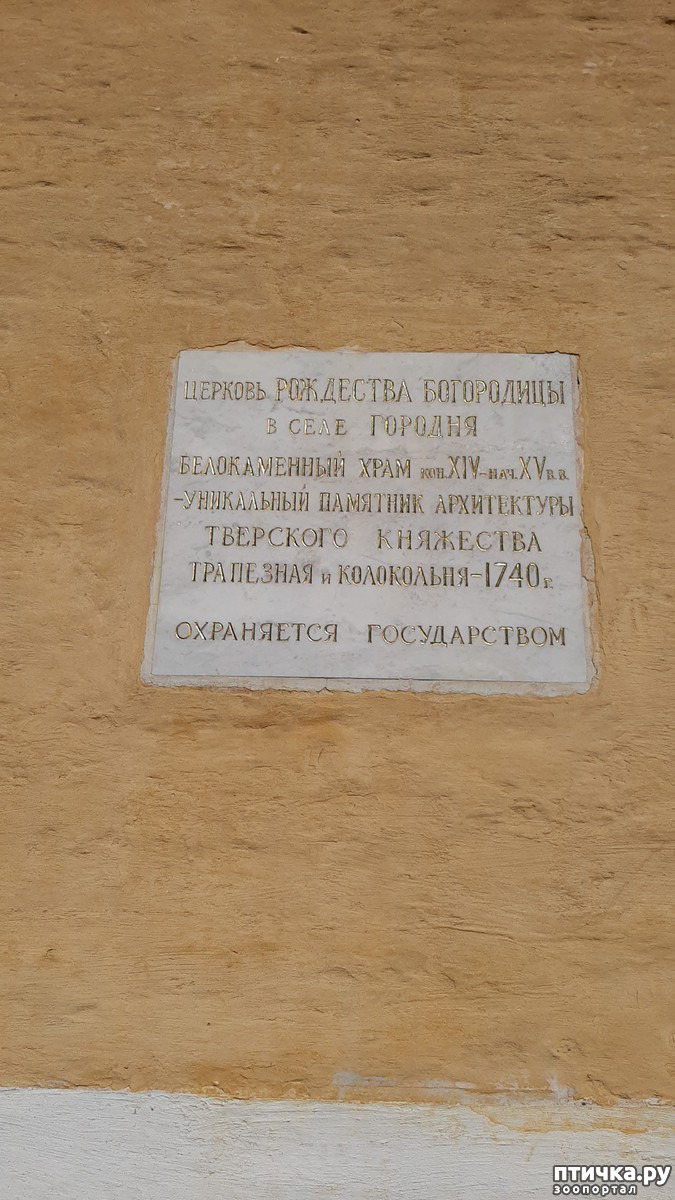 ЦЕРКОВЬ РОЖДЕСТВА БОГОРОДИЦЫ
В СЕЛЕ ГОРОДНЯ
БЕЛОКАМЕННЫЙ ХРАМ КОН.XIV–НАЧ.XV В.В.
–УНИКАЛЬНЫЙ ПАМЯТНИК АРХИТЕКТУРЫ
ТВЕРСКОГО КНЯЖЕСТВА
ТРАПЕЗНАЯ и КОЛОКОЛЬНЯ–1740г.
ОХРАНЯЕТСЯ ГОСУДАРСТВОМ
птичка.ру
зоопортал